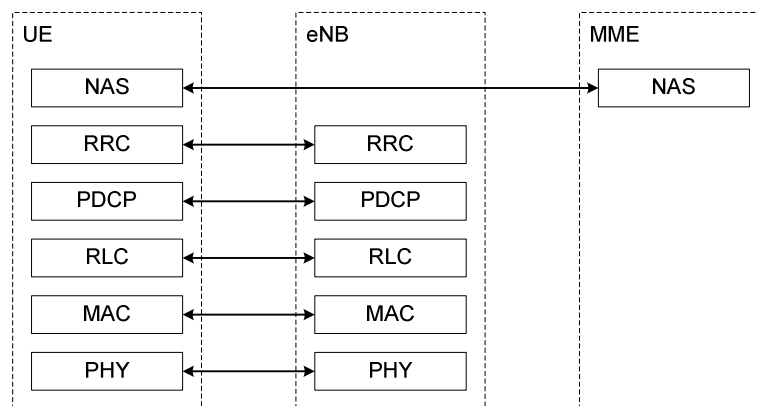 UE eNB MME
NAS NAS
RRC RRC
PDCP PDCP
RLC RLC
MAC MAC
PHY PHY